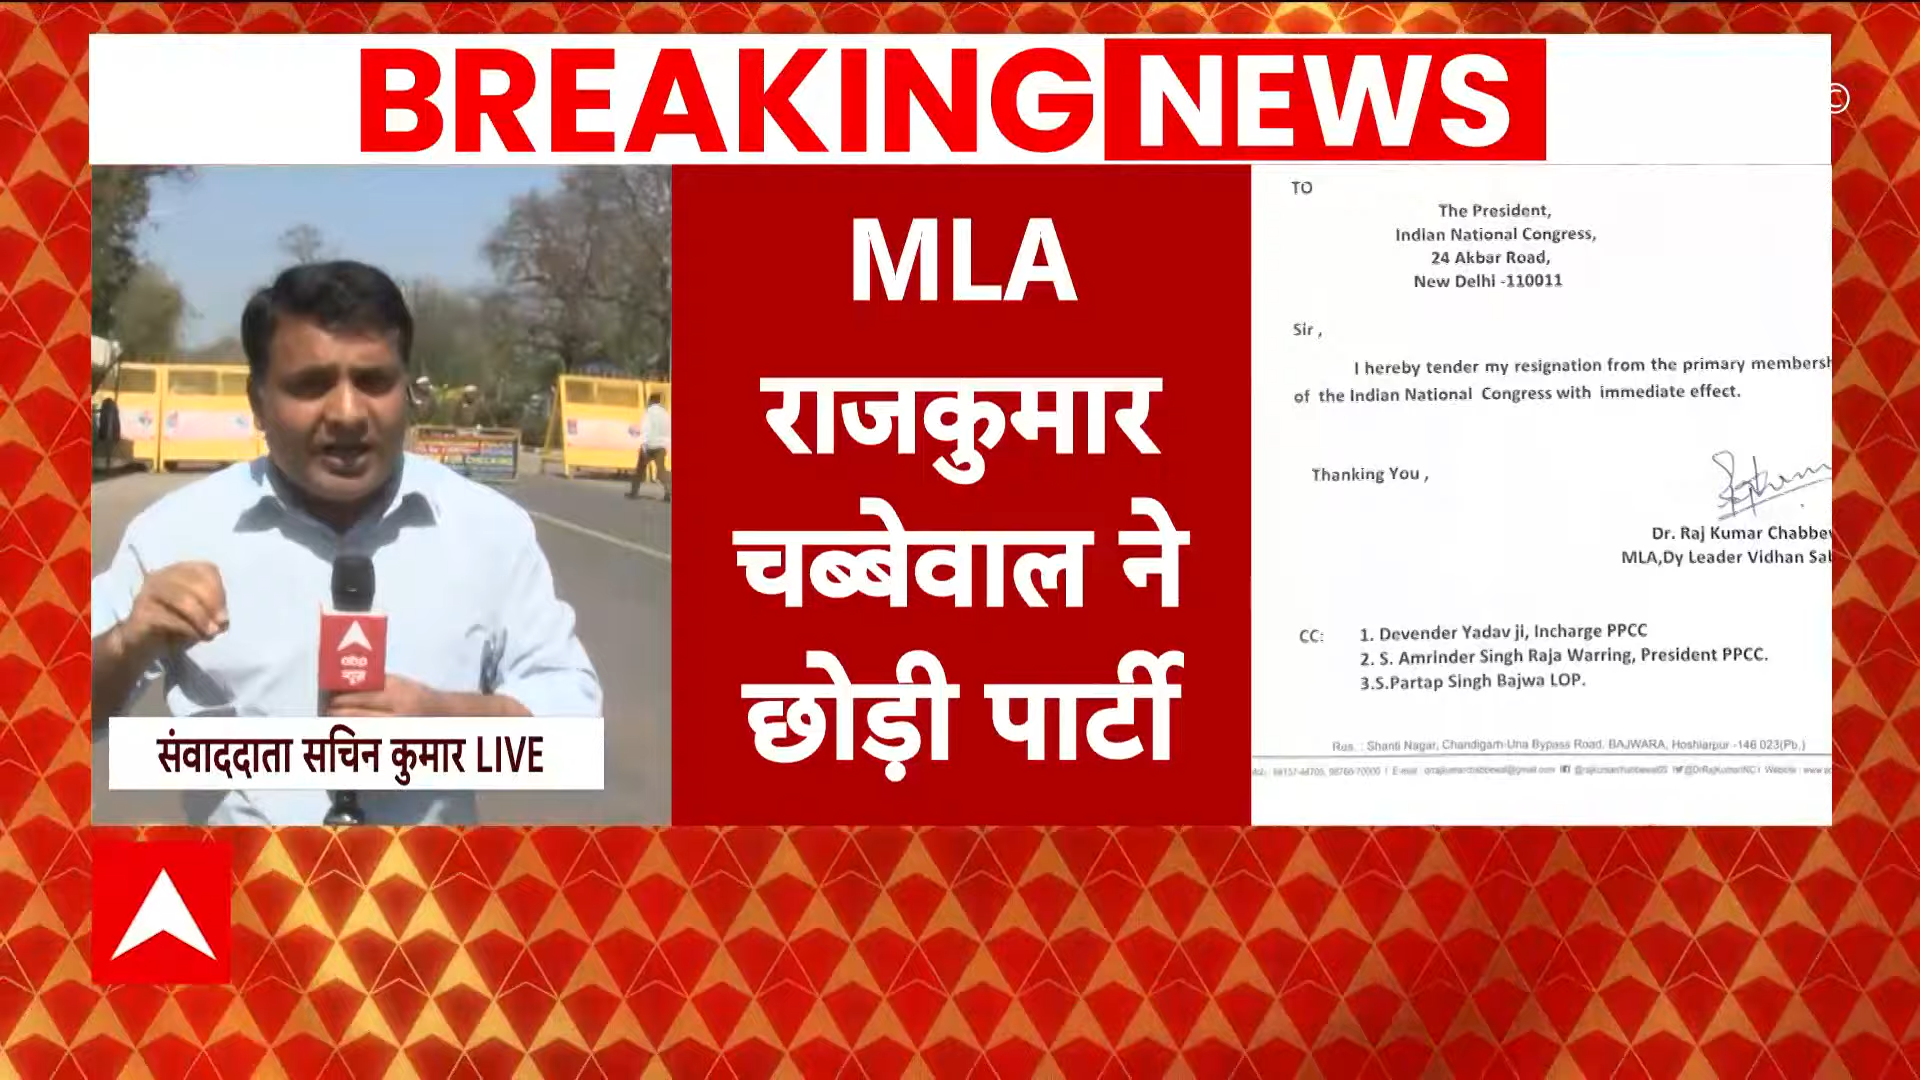 BREAKING NEWS
©
MLA
राजकुमार
चब्बेवाल ने
छोड़ी पार्टी
abp
न्यूज़
संवाददाता सचिन कुमार LIVE
TO
The President,
Indian National Congress,
24 Akbar Road,
New Delhi -110011
Sir ,
I hereby tender my resignation from the primary membersh
of the Indian National Congress with immediate effect.
Thanking You ,
Dr. Raj Kumar Chabbe
MLA,Dy Leader Vidhan Sa
CC:
1. Devender Yadav ji, Incharge PPCC
2. S. Amrinder Singh Raja Warring, President PPCC.
3.S.Partap Singh Bajwa LOP.
Res. : Shanti Nagar, Chandigarh-Una Bypass Road, BAJWARA, Hoshiarpur -146 023(Pb.)